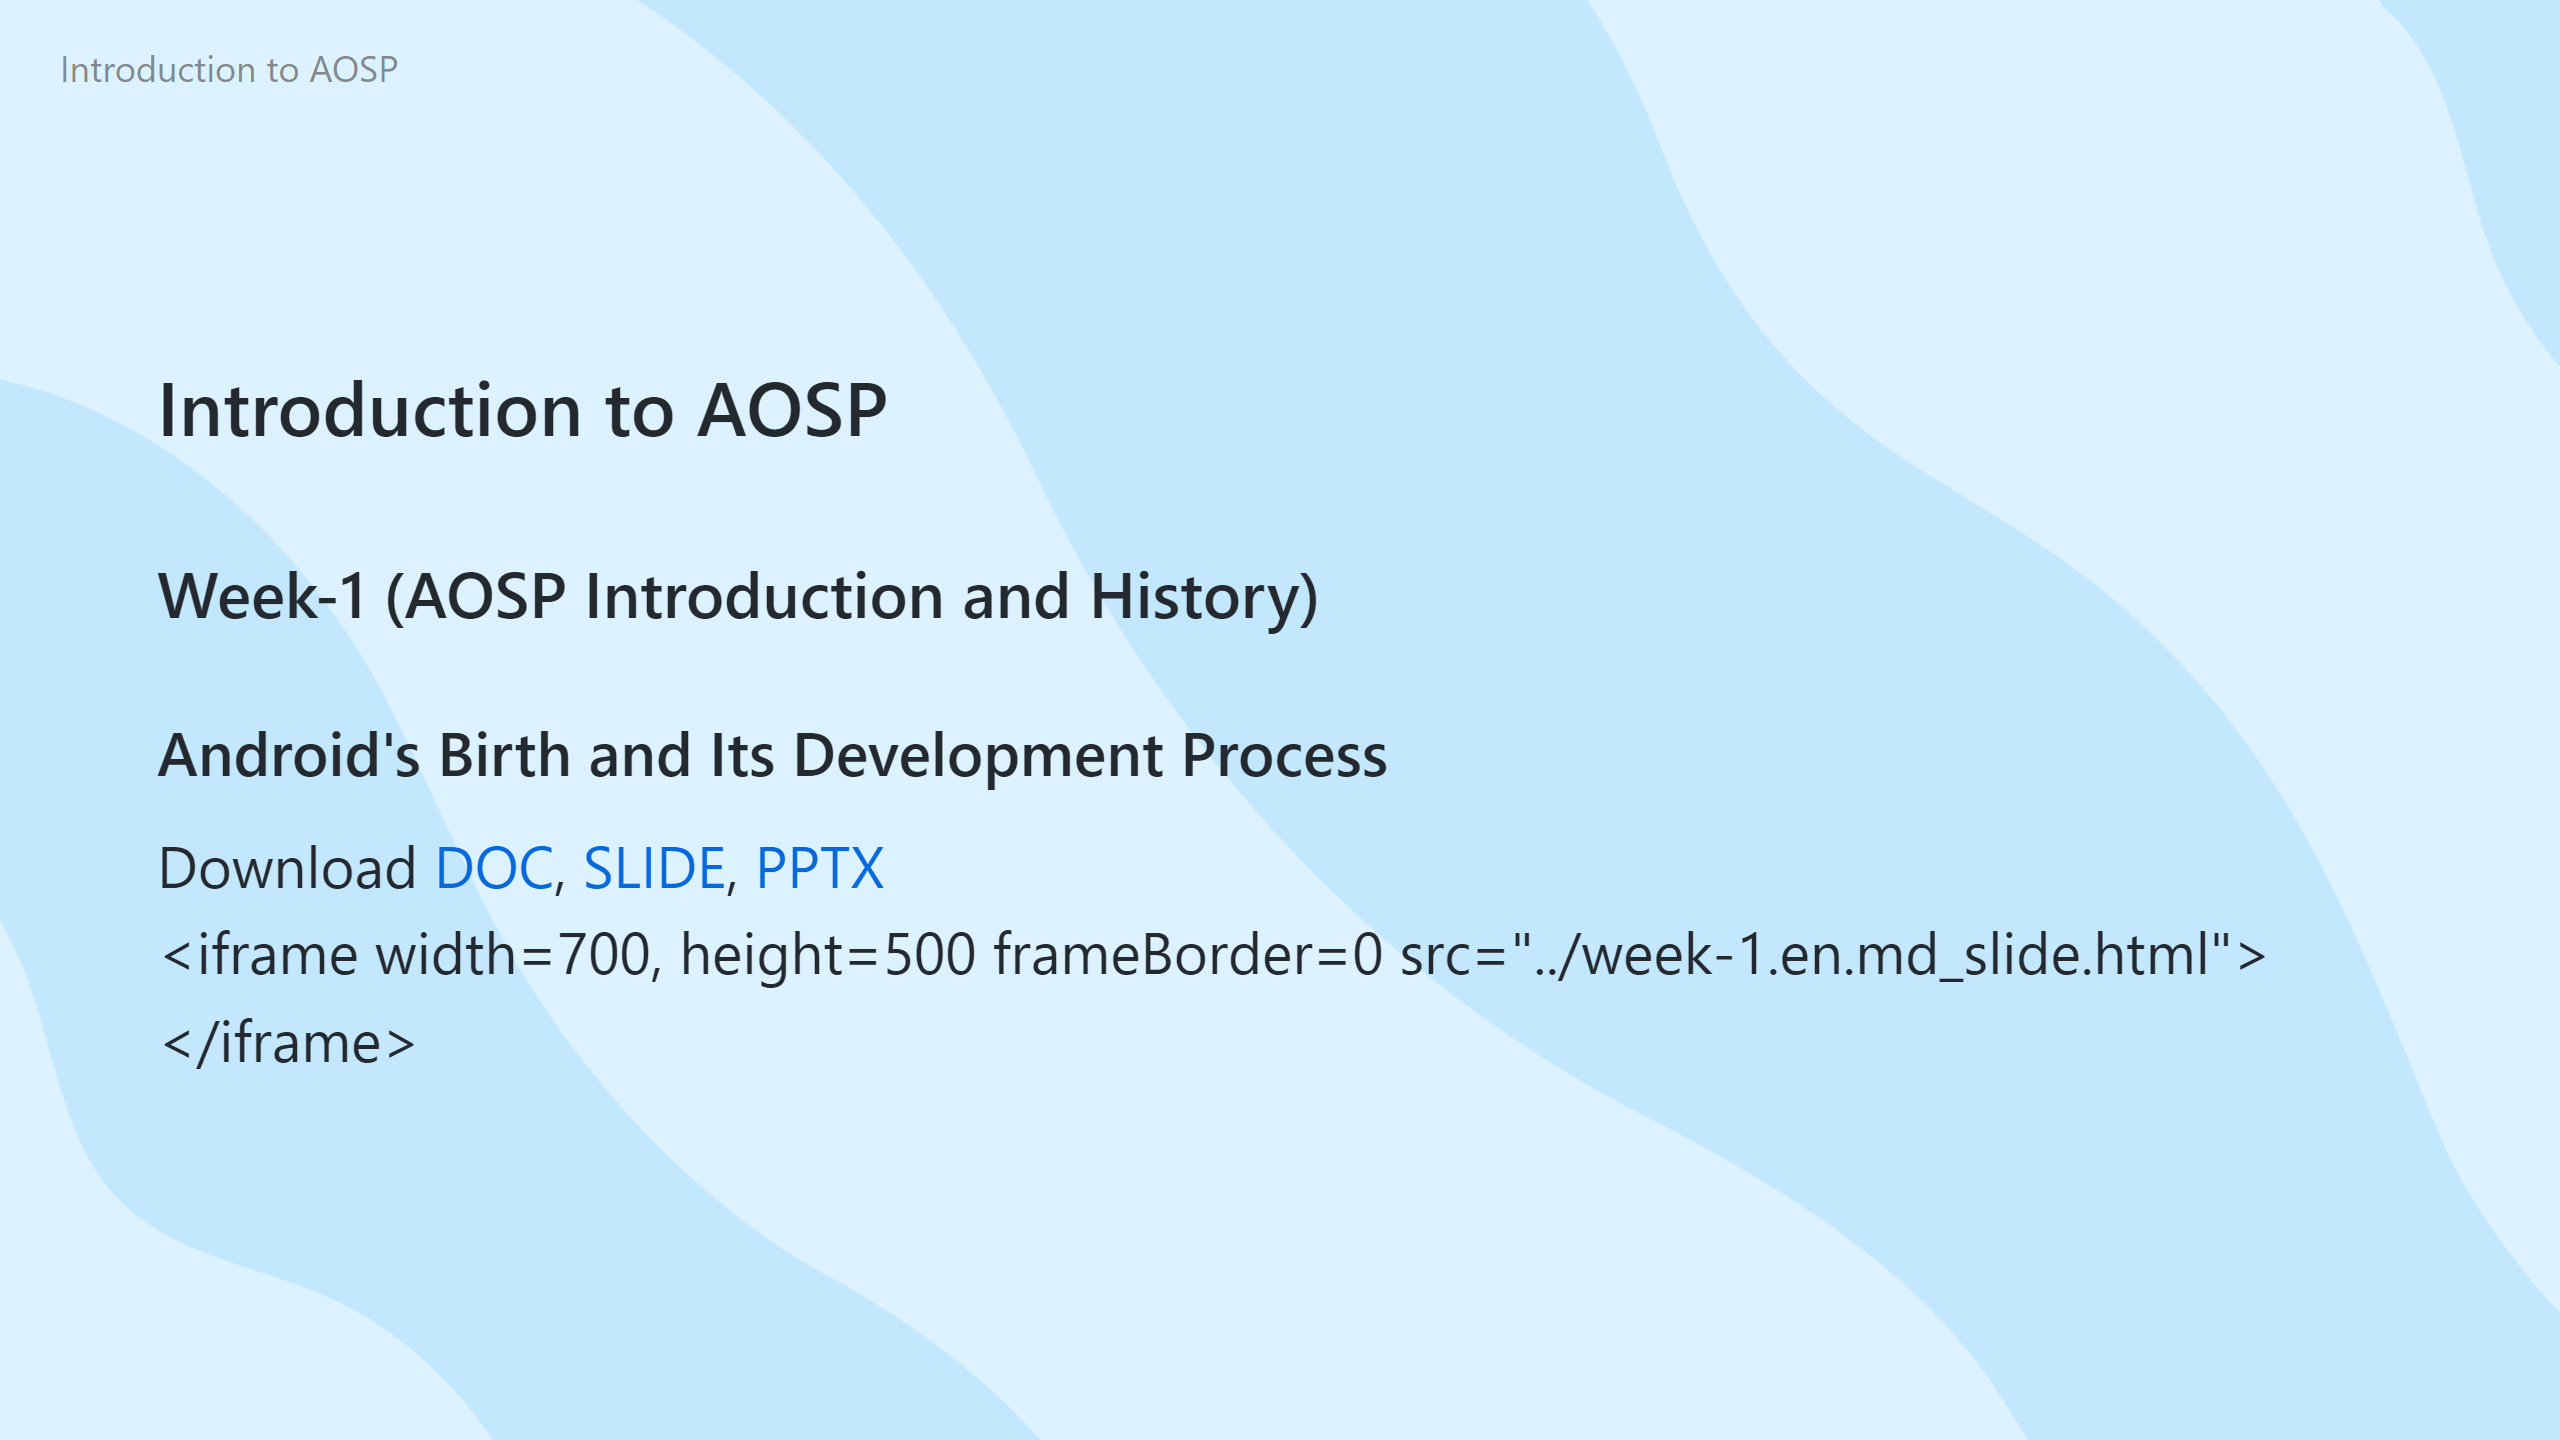 Introduction to AOSP
Introduction to AOSP
Week-1 (AOSP Introduction and History)
Android's Birth and Its Development Process
Download DOC, SLIDE, PPTX
<iframe width=700, height=500 frameBorder=0 src="../week-1.en.md_slide.html">
</iframe>